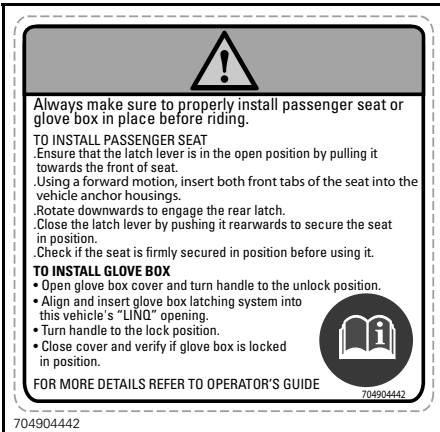 Always make sure to properly install passenger seat or
glove box in place before riding.
TO INSTALL PASSENGER SEAT
.Ensure that the latch lever is in the open position by pulling it
towards the front of seat.
.Using a forward motion, insert both front tabs of the seat into the
vehicle anchor housings.
.Rotate downwards to engage the rear latch.
.Close the latch lever by pushing it rearwards to secure the seat
in position.
.Check if the seat is firmly secured in position before using it.
TO INSTALL GLOVE BOX
• Open glove box cover and turn handle to the unlock position.
• Align and insert glove box latching system into
this vehicle's "LINQ" opening.
• Turn handle to the lock position.
• Close cover and verify if glove box is locked
in position.
FOR MORE DETAILS REFER TO OPERATOR'S GUIDE
704904442
704904442